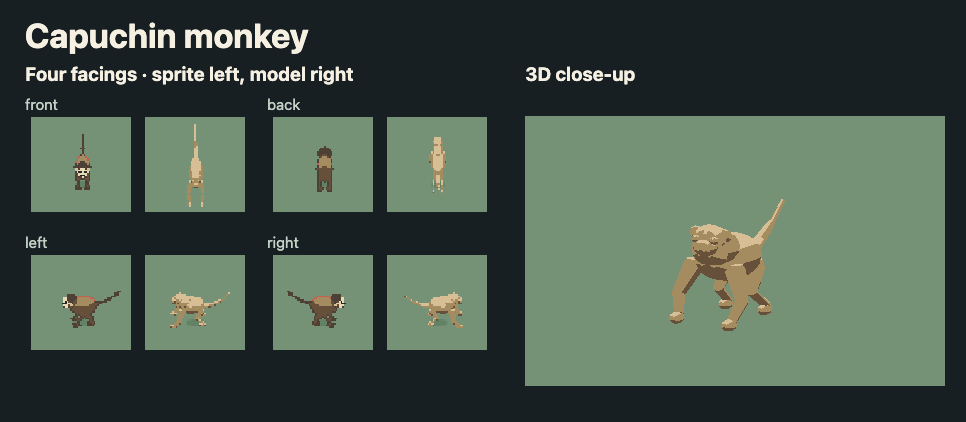 Capuchin monkey
Four facings · sprite left, model right
3D close-up
front
back
left
right